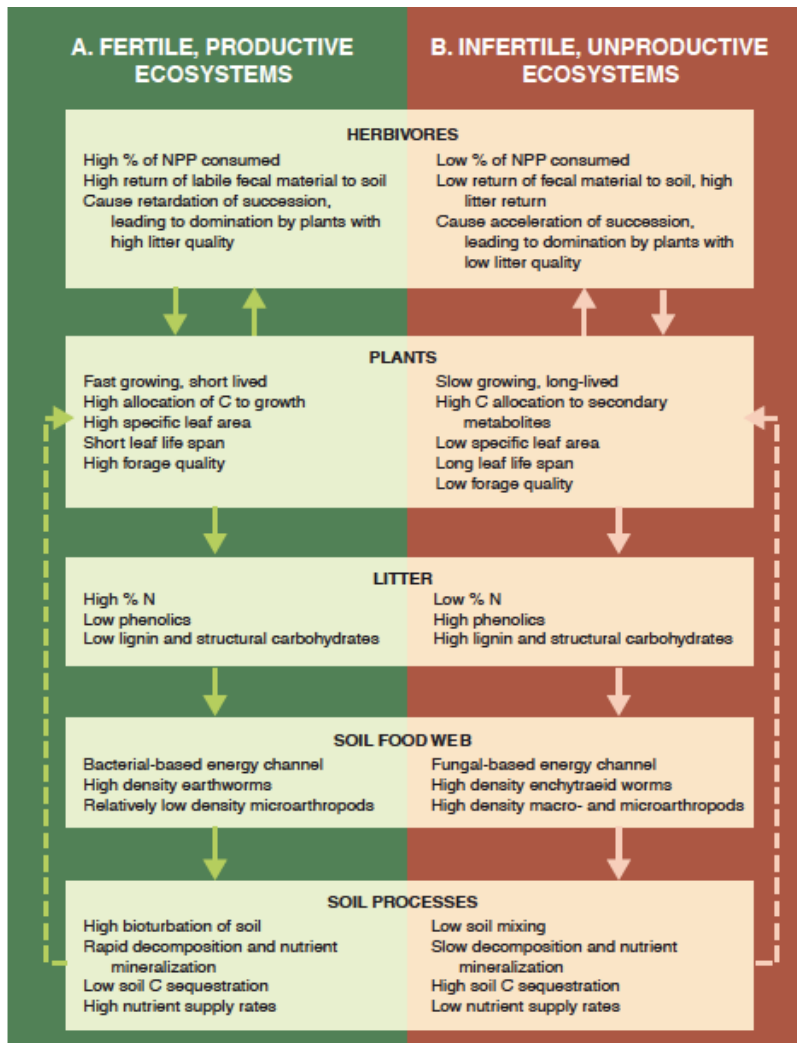 A. FERTILE, PRODUCTIVE
ECOSYSTEMS
B. INFERTILE, UNPRODUCTIVE
ECOSYSTEMS
HERBIVORES
High % of NPP consumed
High return of labile fecal material to soil
Cause retardation of succession,
leading to domination by plants with
high litter quality
Low % of NPP consumed
Low return of fecal material to soil, high
litter return
Cause acceleration of succession,
leading to domination by plants with
low litter quality
PLANTS
Fast growing, short lived
High allocation of C to growth
High specific leaf area
Short leaf life span
High forage quality
Slow growing, long-lived
High C allocation to secondary
metabolites
Low specific leaf area
Long leaf life span
Low forage quality
LITTER
High % N
Low phenolics
Low lignin and structural carbohydrates
Low % N
High phenolics
High lignin and structural carbohydrates
SOIL FOOD WEB
Bacterial-based energy channel
High density earthworms
Relatively low density microarthropods
Fungal-based energy channel
High density enchytraeid worms
High density macro- and microarthropods
SOIL PROCESSES
High bioturbation of soil
Rapid decomposition and nutrient
mineralization
Low soil C sequestration
High nutrient supply rates
Low soil mixing
Slow decomposition and nutrient
mineralization
High soil C sequestration
Low nutrient supply rates